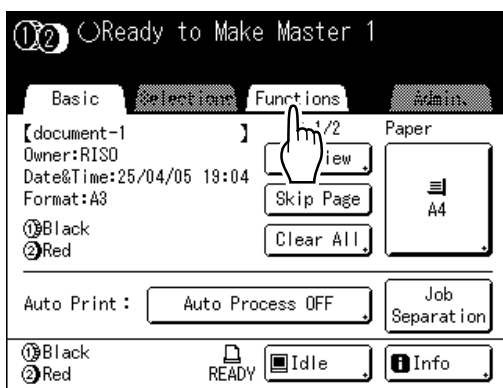 ①② Ready to Make Master 1
Basic Selections Functions Admin.
【document-1 】 1/2 Paper
Owner:RISO iew
Date&Time:25/04/05 19:04
Format:A3 Skip Page A4
①Black Clear All
②Red
Auto Print: Auto Process OFF Job Separation
①Black READY Idle Info
②Red